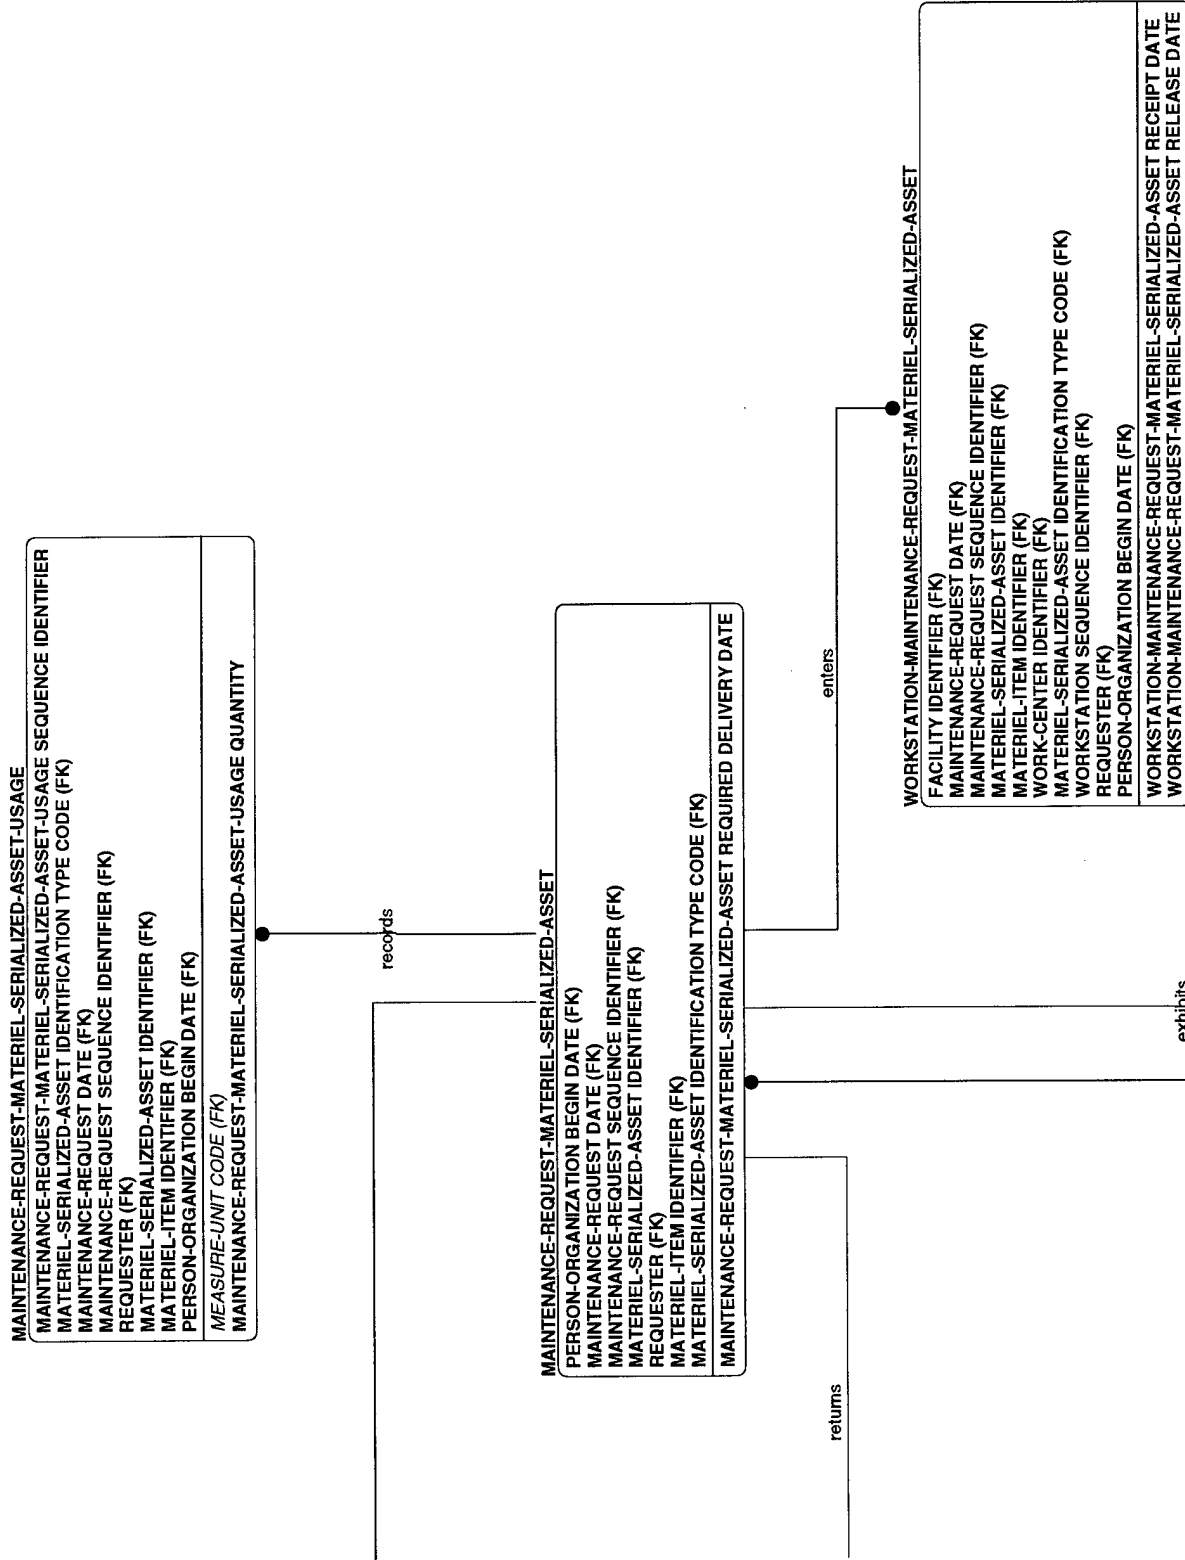 MAINTENANCE-REQUEST-MATERIEL-SERIALIZED-ASSET-USAGE
MAINTENANCE-REQUEST-MATERIEL-SERIALIZED-ASSET-USAGE SEQUENCE IDENTIFIER
MATERIEL-SERIALIZED-ASSET IDENTIFICATION TYPE CODE (FK)
MAINTENANCE-REQUEST DATE (FK)
MAINTENANCE-REQUEST SEQUENCE IDENTIFIER (FK)
REQUESTER (FK)
MATERIEL-SERIALIZED-ASSET IDENTIFIER (FK)
MATERIEL-ITEM IDENTIFIER (FK)
PERSON-ORGANIZATION BEGIN DATE (FK)
MEASURE-UNIT CODE (FK)
MAINTENANCE-REQUEST-MATERIEL-SERIALIZED-ASSET-USAGE QUANTITY
records
MAINTENANCE-REQUEST-MATERIEL-SERIALIZED-ASSET
PERSON-ORGANIZATION BEGIN DATE (FK)
MAINTENANCE-REQUEST DATE (FK)
MAINTENANCE-REQUEST SEQUENCE IDENTIFIER (FK)
MATERIEL-SERIALIZED-ASSET IDENTIFIER (FK)
REQUESTER (FK)
MATERIEL-ITEM IDENTIFIER (FK)
MATERIEL-SERIALIZED-ASSET IDENTIFICATION TYPE CODE (FK)
MAINTENANCE-REQUEST-MATERIEL-SERIALIZED-ASSET REQUIRED DELIVERY DATE
returns
enters
exhibits
WORKSTATION-MAINTENANCE-REQUEST-MATERIEL-SERIALIZED-ASSET
FACILITY IDENTIFIER (FK)
MAINTENANCE-REQUEST DATE (FK)
MAINTENANCE-REQUEST SEQUENCE IDENTIFIER (FK)
MATERIEL-SERIALIZED-ASSET IDENTIFIER (FK)
MATERIEL-ITEM IDENTIFIER (FK)
WORK-CENTER IDENTIFIER (FK)
MATERIEL-SERIALIZED-ASSET IDENTIFICATION TYPE CODE (FK)
WORKSTATION SEQUENCE IDENTIFIER (FK)
REQUESTER (FK)
PERSON-ORGANIZATION BEGIN DATE (FK)
WORKSTATION-MAINTENANCE-REQUEST-MATERIEL-SERIALIZED-ASSET RECEIPT DATE
WORKSTATION-MAINTENANCE-REQUEST-MATERIEL-SERIALIZED-ASSET RELEASE DATE